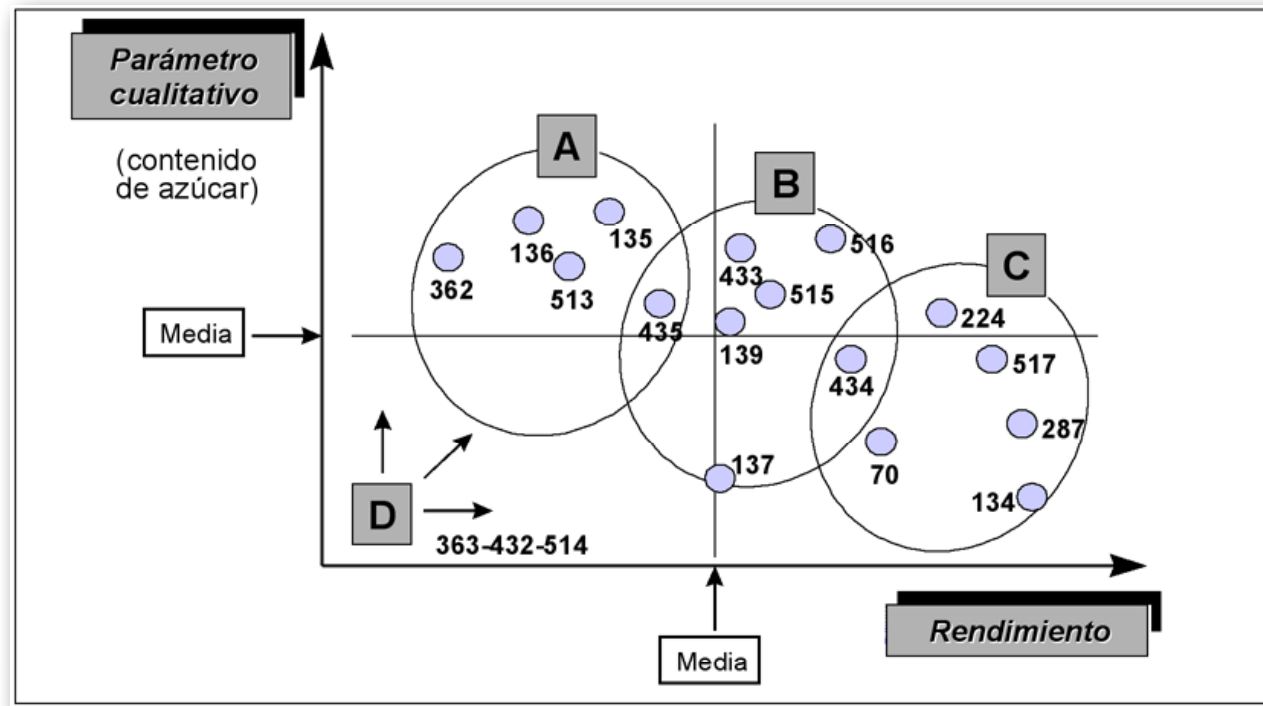 Parámetro
cualitativo
(contenido
de azúcar)
A
B
C
136
135
362
513
433
516
515
435
139
224
517
434
287
70
137
134
Media
D
363-432-514
Rendimiento
Media